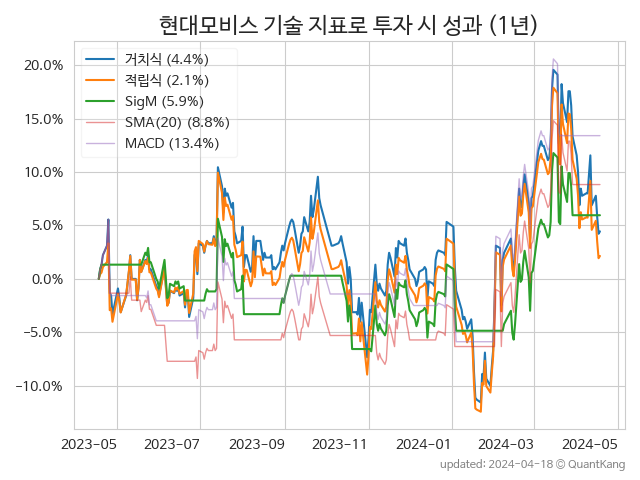 현대모비스 기술 지표로 투자 시 성과 (1년)
거치식 (4.4%)
적립식 (2.1%)
SigM (5.9%)
SMA(20) (8.8%)
MACD (13.4%)
20.0%
15.0%
10.0%
5.0%
0.0%
−5.0%
−10.0%
2023-05 2023-07 2023-09 2023-11 2024-01 2024-03 2024-05
updated: 2024-04-18 © QuantKang